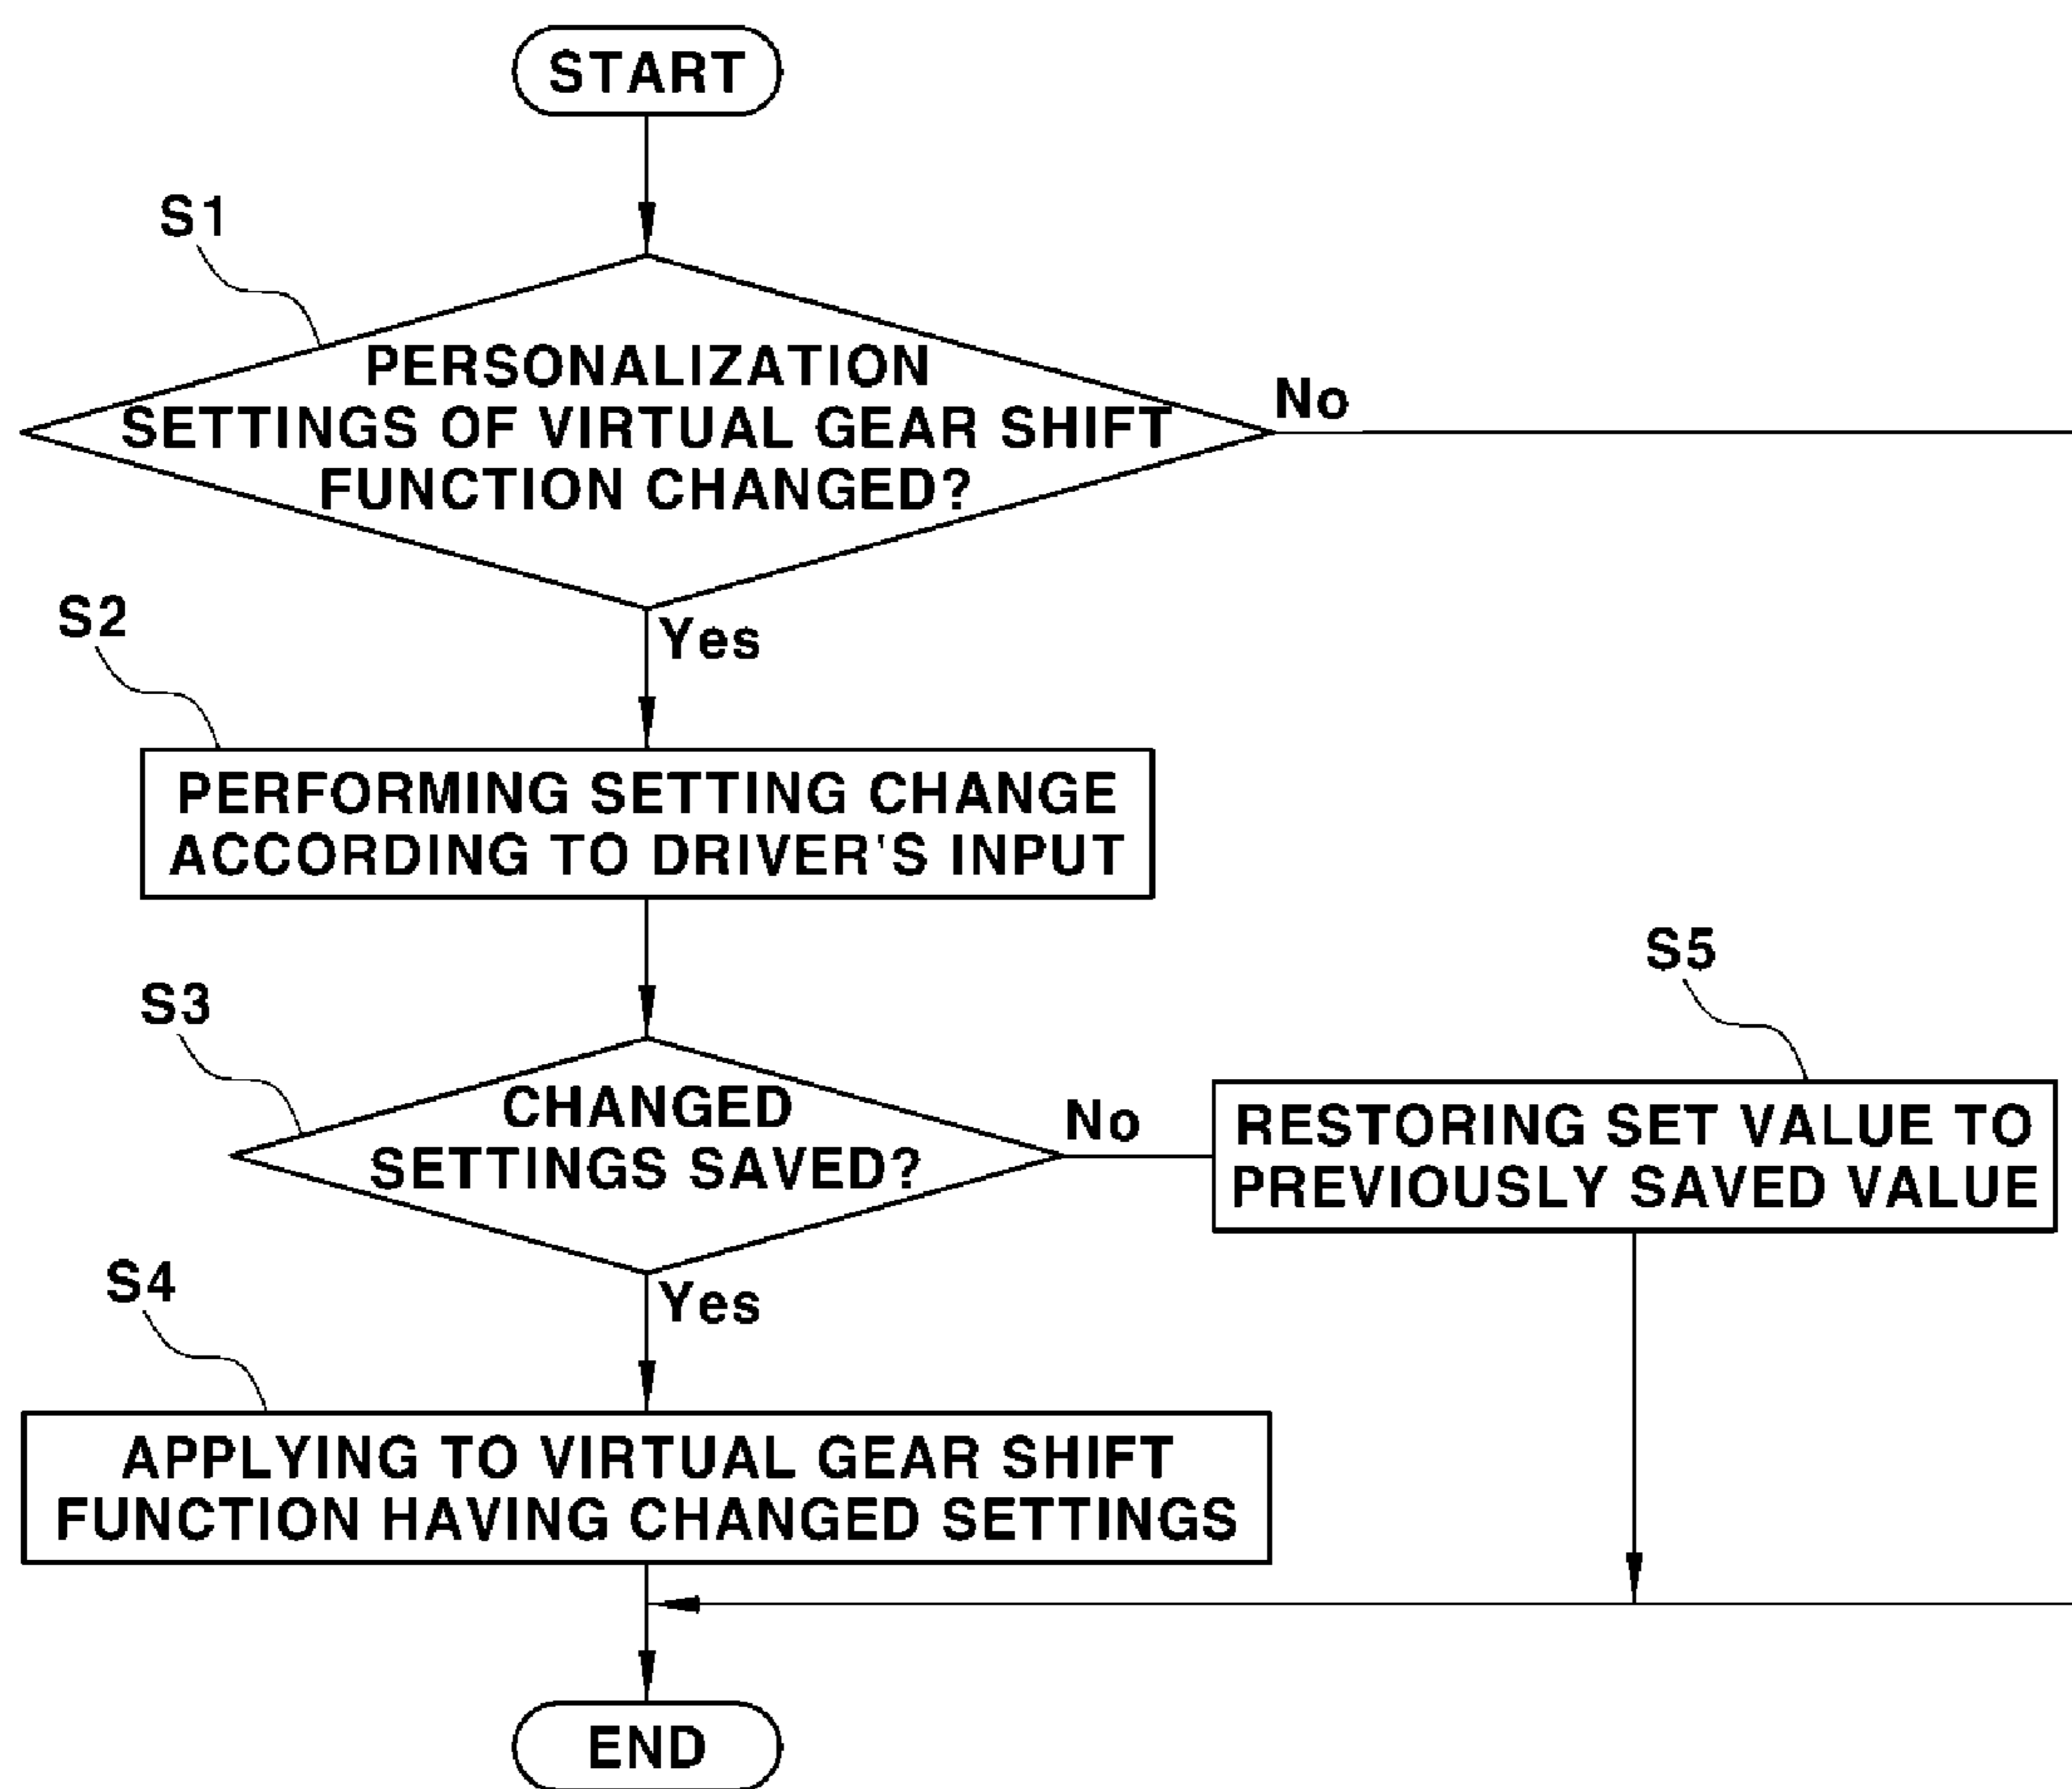 START
S1
PERSONALIZATION
SETTINGS OF VIRTUAL GEAR SHIFT
FUNCTION CHANGED?
No
Yes
S2
PERFORMING SETTING CHANGE
ACCORDING TO DRIVER'S INPUT
S3
CHANGED
SETTINGS SAVED?
No
S5
RESTORING SET VALUE TO
PREVIOUSLY SAVED VALUE
Yes
S4
APPLYING TO VIRTUAL GEAR SHIFT
FUNCTION HAVING CHANGED SETTINGS
END